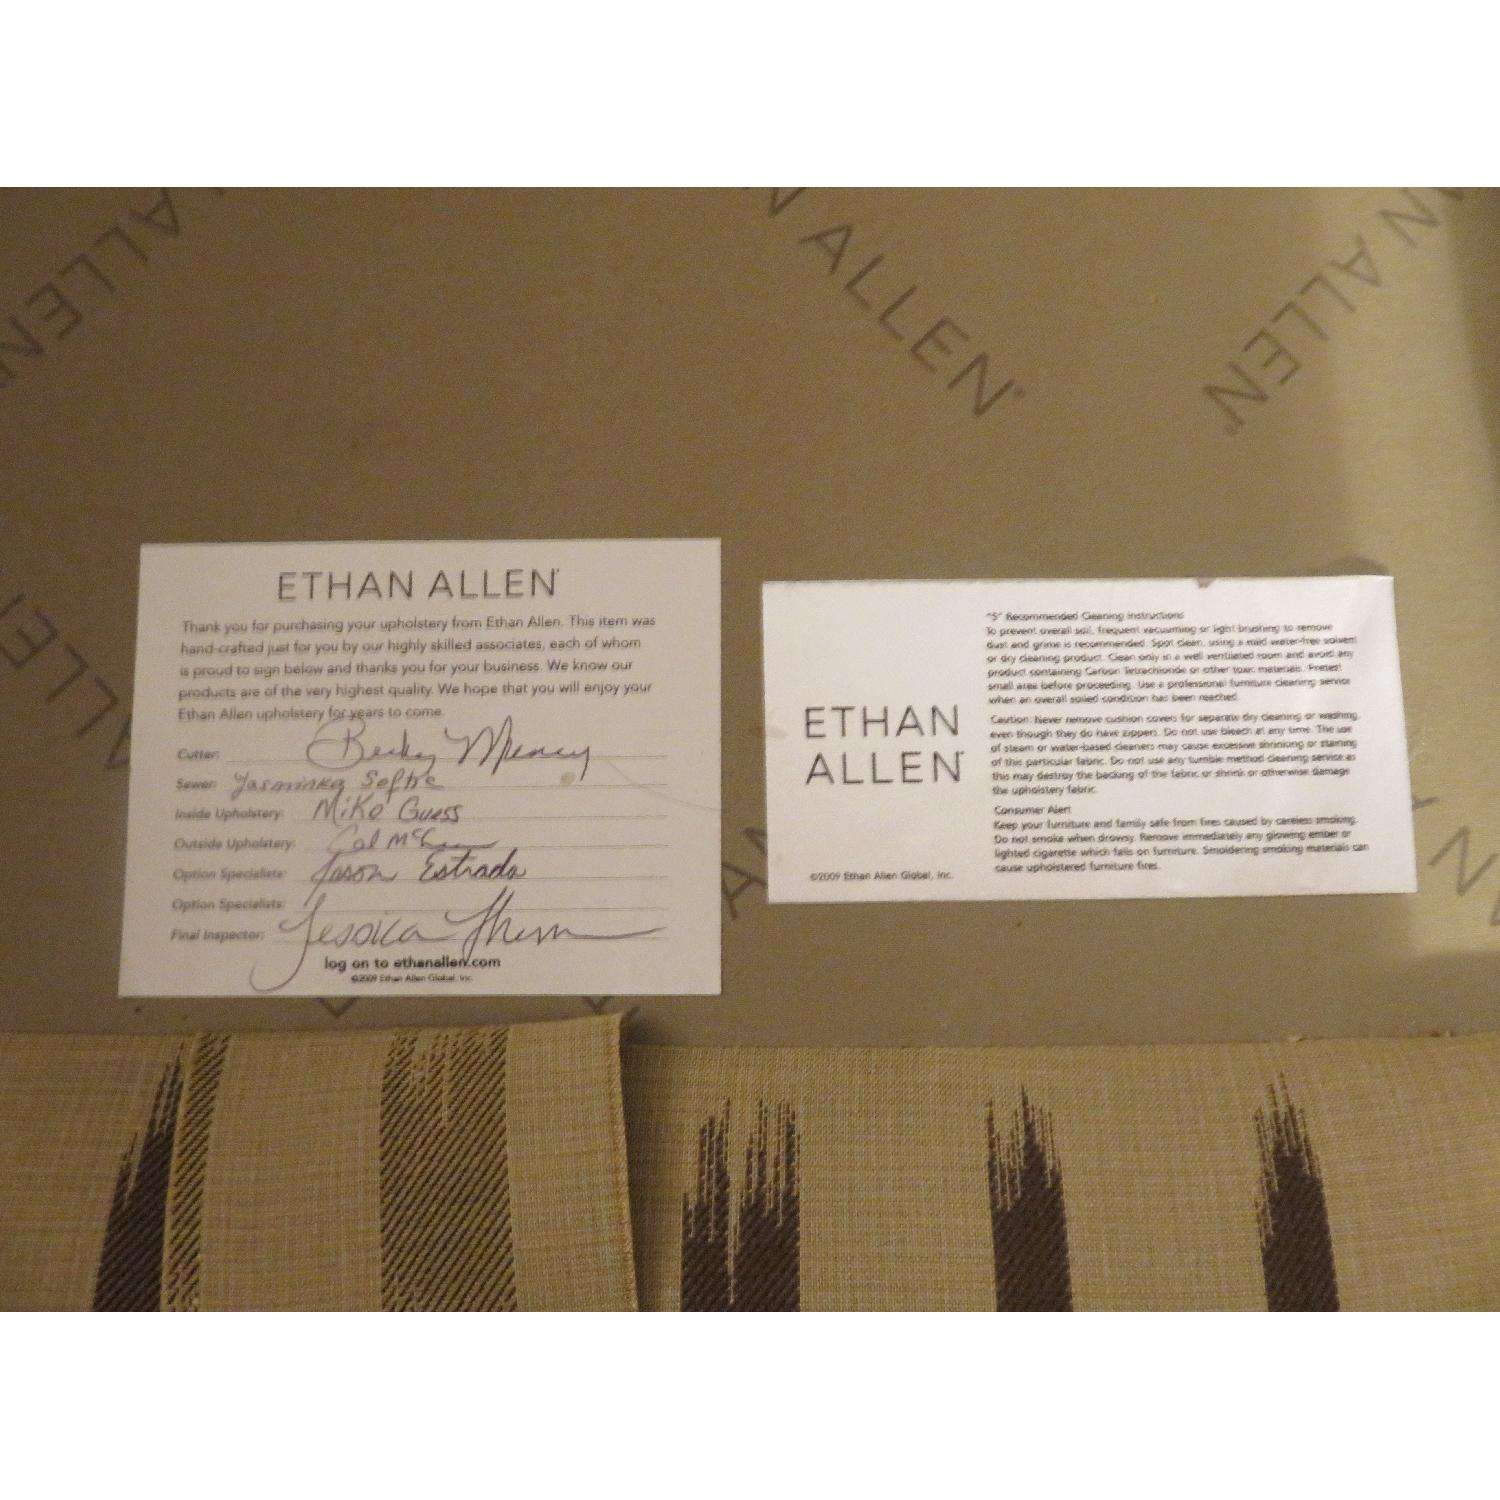 N ALLEN
N ALLEN
N ALLEN
ETHAN ALLEN
Thank you for purchasing your upholstery from Ethan Allen. This item was
hand-crafted just for you by our highly skilled associates, each of whom
is proud to sign below and thanks you for your business. We know our
products are of the very highest quality. We hope that you will enjoy your
Ethan Allen upholstery for years to come.
Cutter: Becky
Sewer:
Inside Upholstery: Mike Guess
Outside Upholstery: Cal
Option Specialists: Jason Estrada
Option Specialists:
Final Inspector: Jessica
log on to ethanallen.com
©2009 Ethan Allen Global, Inc.
ETHAN
ALLEN
©2009 Ethan Allen Global, Inc.
"S" Recommended Cleaning Instructions
To prevent overall soil, frequent vacuuming or light brushing to remove
dust and grime is recommended. Spot clean, using a mild water-free solvent
or dry cleaning product. Clean only in a well ventilated room and avoid any
product containing Carbon Tetrachloride or other toxic materials. Pretest
small area before proceeding. Use a professional furniture cleaning service
when an overall soiled condition has been reached.
Caution: Never remove cushion covers for separate dry cleaning or washing
even though they do have zippers. Do not use bleach at any time. The use
of steam or water-based cleaners may cause excessive shrinking or staining
of this particular fabric. Do not use any tumble method cleaning service as
this may destroy the backing of the fabric or shrink or otherwise damage
the upholstery fabric.
Consumer Alert
Keep your furniture and family safe from fires caused by careless smoking.
Do not smoke when drowsy. Remove immediately any glowing ember or
lighted cigarette which falls on furniture. Smoldering smoking materials can
cause upholstered furniture fires.